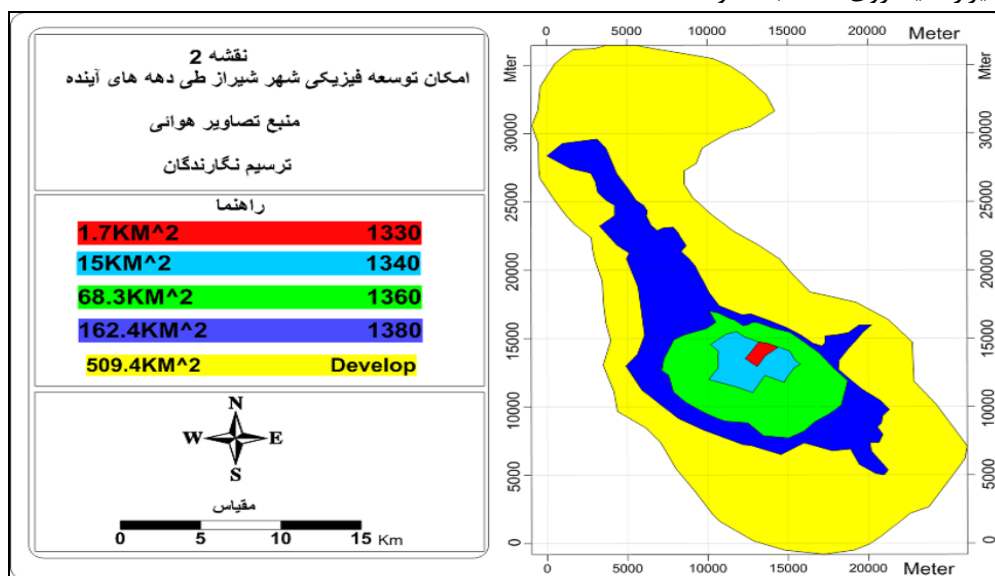 نقشه 2
امکان توسعه فیزیکی شهر شیراز طی دهه های آینده
منبع تصاویر هوائی
ترسیم نگارندگان
راهنما
1.7KM^2 1330
15KM^2 1340
68.3KM^2 1360
162.4KM^2 1380
509.4KM^2 Develop
N
W E
S
مقیاس
0 5 10 15 Km
0 5000 10000 15000 20000 Meter
Mter
30000
25000
20000
15000
10000
5000
0
Meter
30000
25000
20000
15000
10000
5000
0
0 5000 10000 15000 20000 Meter